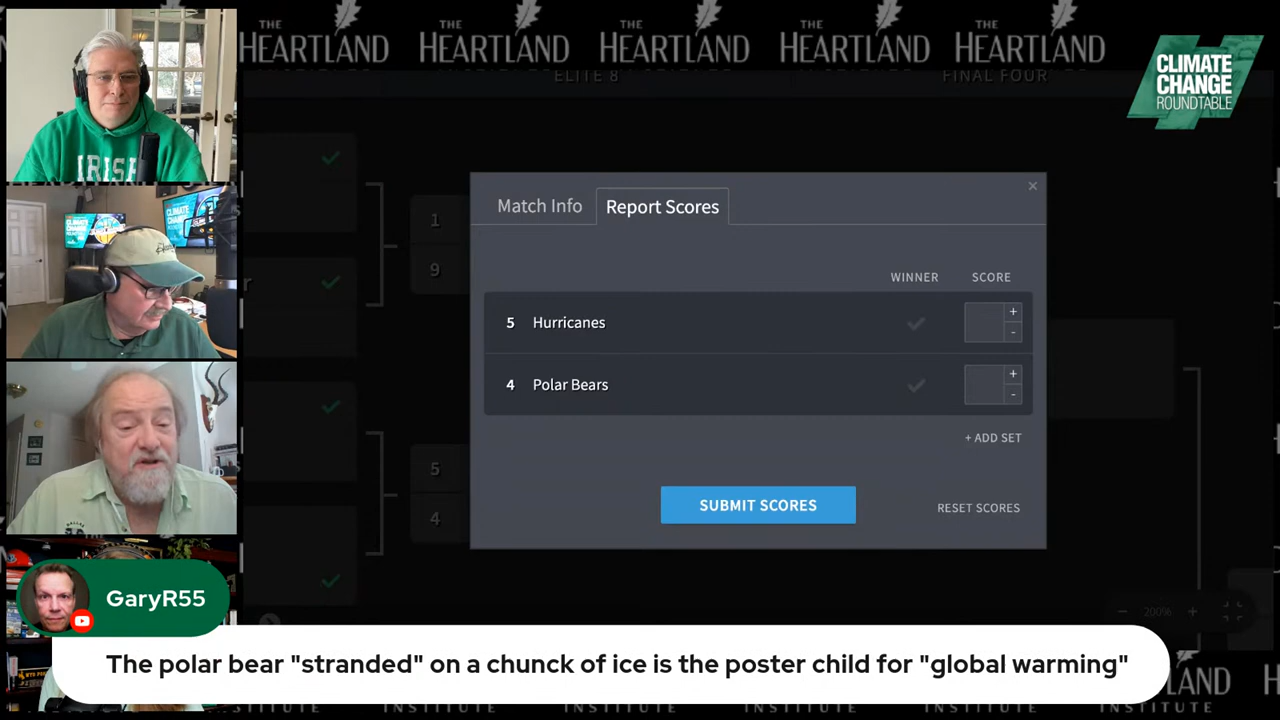 THE THE THE THE THE
HEARTLAND HEARTLAND HEARTLAND HEARTLAND HEARTLAND
ELITE 8
FINAL FOUR
CLIMATE
CHANGE
ROUNDTABLE
IRISH
Match Info Report Scores ×
WINNER SCORE
5 Hurricanes +
-
4 Polar Bears +
-
+ ADD SET
SUBMIT SCORES RESET SCORES
1
9
5
4
200%
GaryR55
The polar bear "stranded" on a chunck of ice is the poster child for "global warming"
INSTITUTE